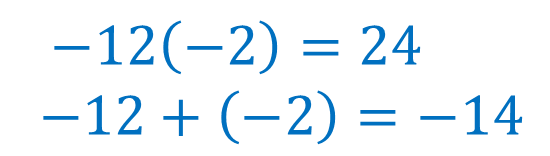 −12(−2) = 24
−12 + (−2) = −14